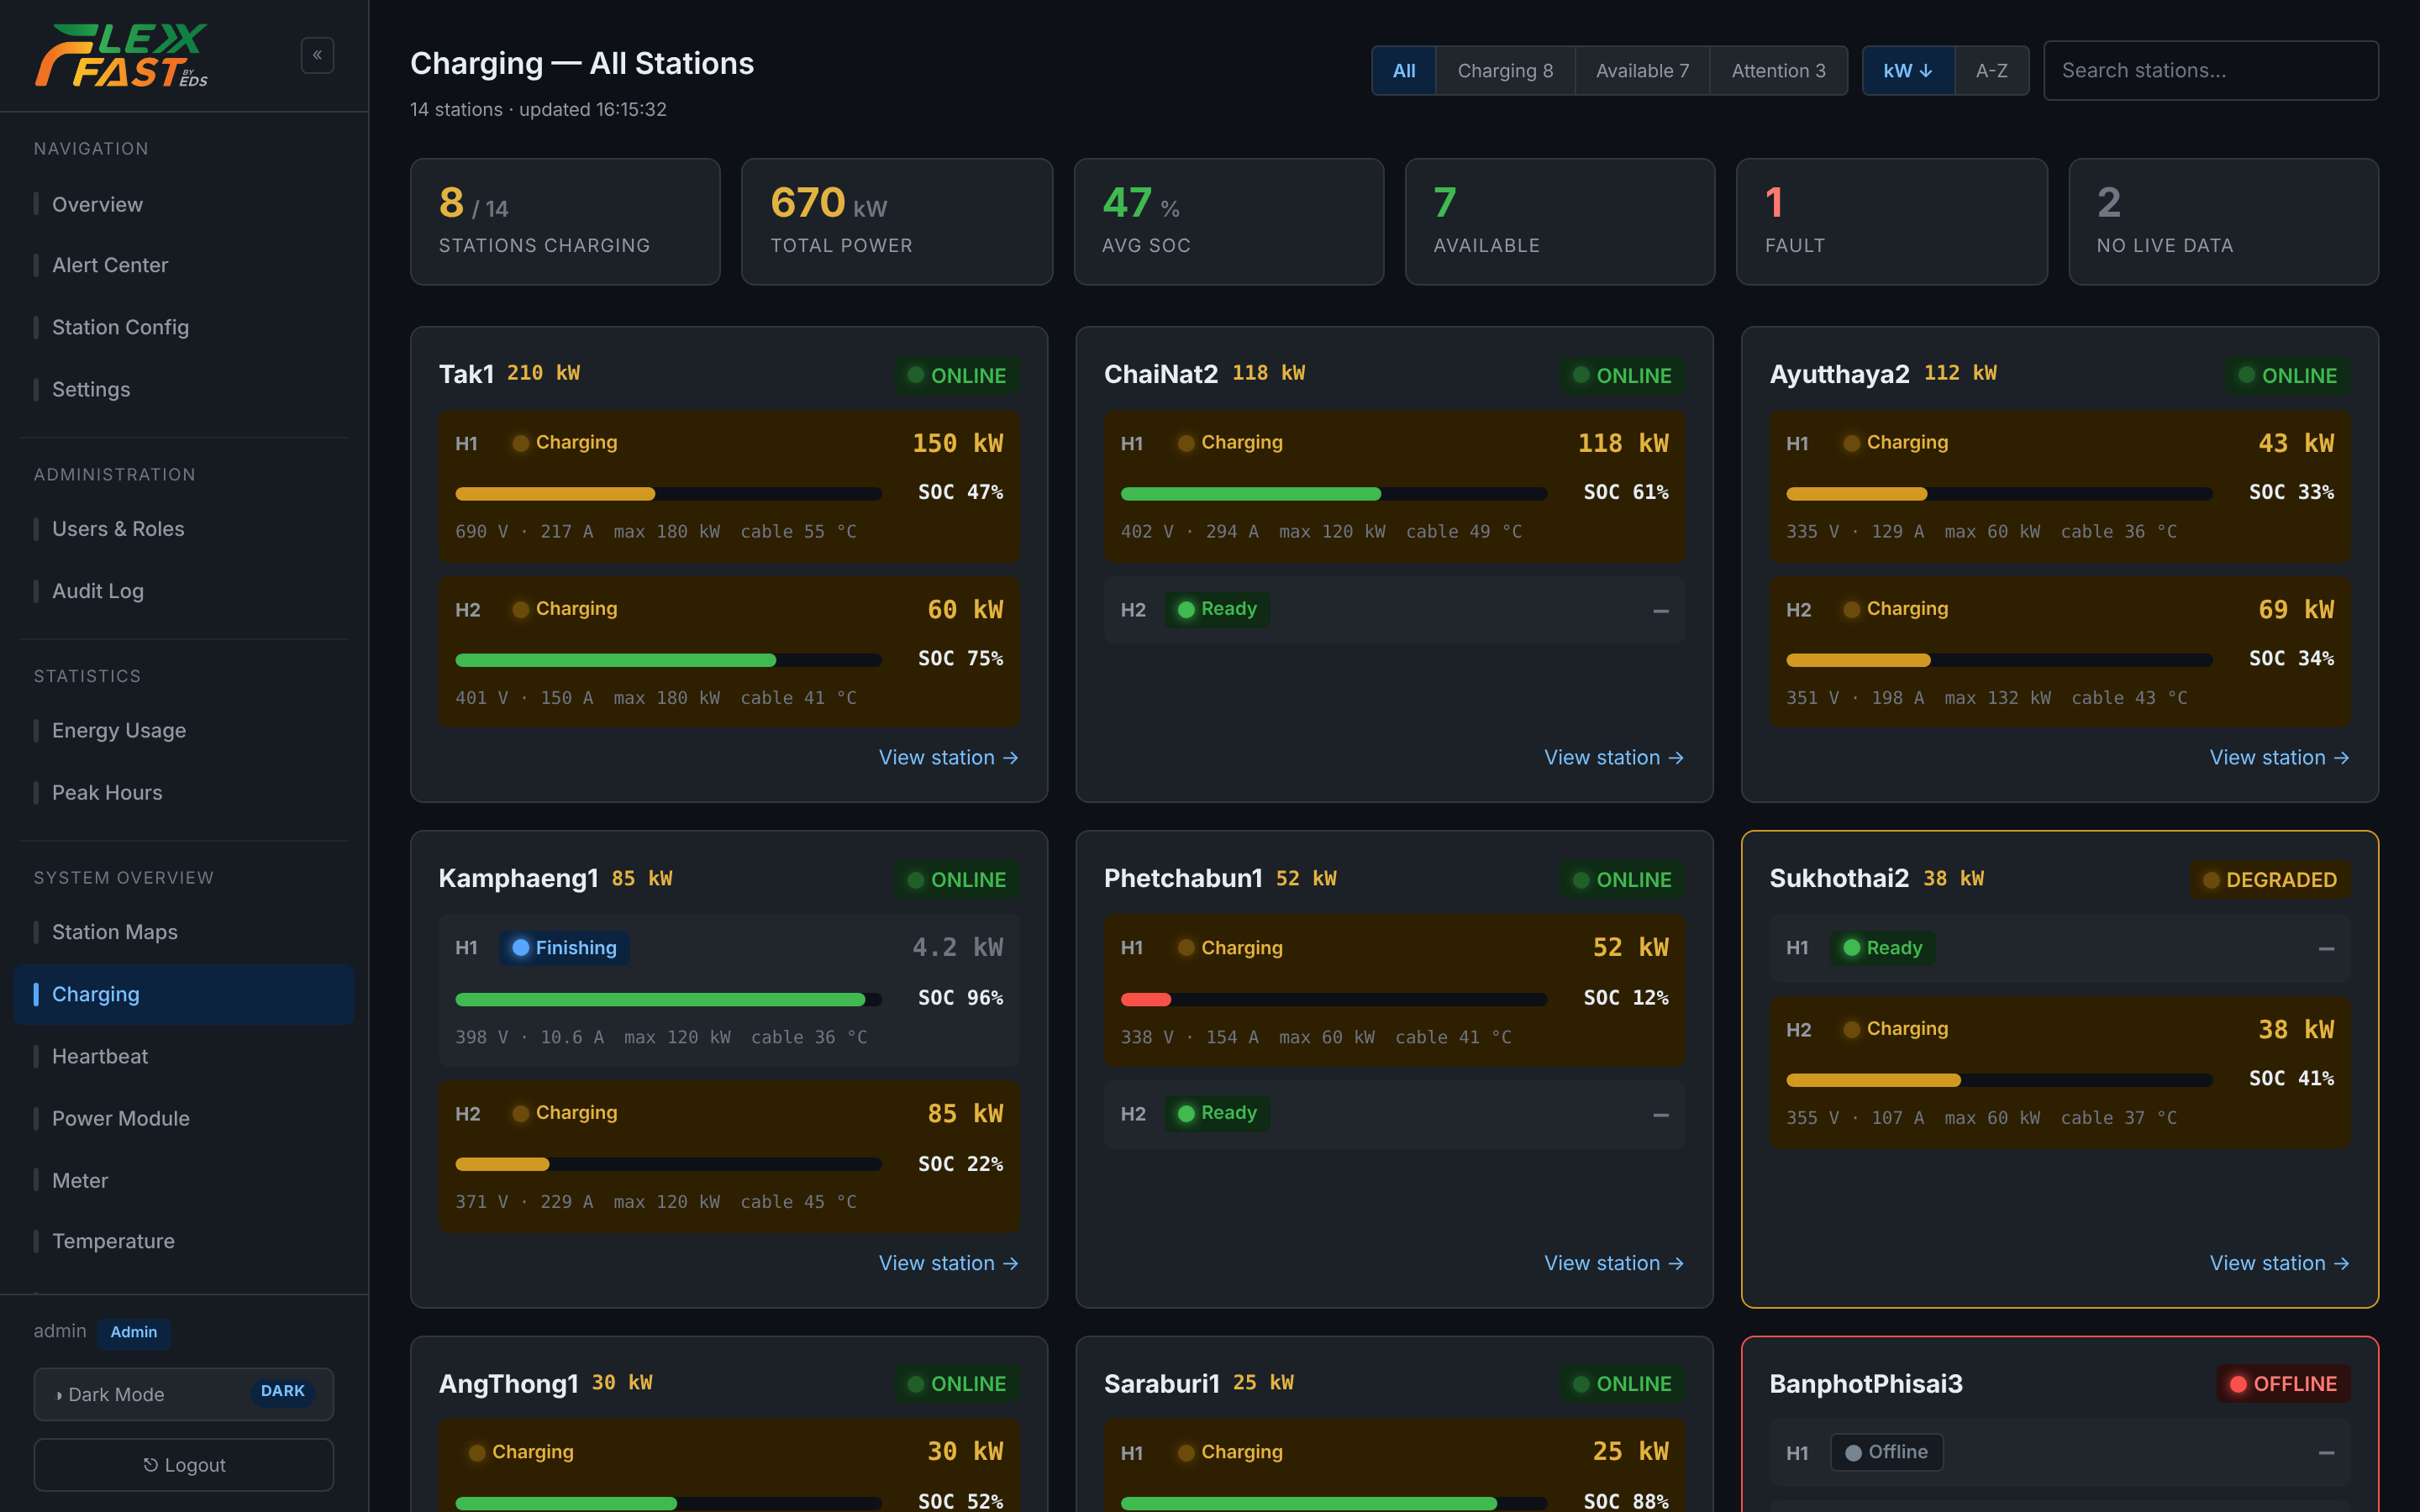 FLEXX
FAST BY EDS
«
NAVIGATION
Overview
Alert Center
Station Config
Settings
ADMINISTRATION
Users & Roles
Audit Log
STATISTICS
Energy Usage
Peak Hours
SYSTEM OVERVIEW
Station Maps
Charging
Heartbeat
Power Module
Meter
Temperature
admin Admin
Dark Mode DARK
Logout
Charging — All Stations
14 stations · updated 16:15:32
All Charging 8 Available 7 Attention 3 kW ↓ A-Z Search stations...
8 / 14
STATIONS CHARGING
670 kW
TOTAL POWER
47 %
AVG SOC
7
AVAILABLE
1
FAULT
2
NO LIVE DATA
Tak1 210 kW ONLINE
H1 Charging 150 kW
SOC 47%
690 V · 217 A max 180 kW cable 55 °C
H2 Charging 60 kW
SOC 75%
401 V · 150 A max 180 kW cable 41 °C
View station →
ChaiNat2 118 kW ONLINE
H1 Charging 118 kW
SOC 61%
402 V · 294 A max 120 kW cable 49 °C
H2 Ready —
View station →
Ayutthaya2 112 kW ONLINE
H1 Charging 43 kW
SOC 33%
335 V · 129 A max 60 kW cable 36 °C
H2 Charging 69 kW
SOC 34%
351 V · 198 A max 132 kW cable 43 °C
View station →
Kamphaeng1 85 kW ONLINE
H1 Finishing 4.2 kW
SOC 96%
398 V · 10.6 A max 120 kW cable 36 °C
H2 Charging 85 kW
SOC 22%
371 V · 229 A max 120 kW cable 45 °C
View station →
Phetchabun1 52 kW ONLINE
H1 Charging 52 kW
SOC 12%
338 V · 154 A max 60 kW cable 41 °C
H2 Ready —
View station →
Sukhothai2 38 kW DEGRADED
H1 Ready —
H2 Charging 38 kW
SOC 41%
355 V · 107 A max 60 kW cable 37 °C
View station →
AngThong1 30 kW ONLINE
Charging 30 kW
SOC 52%
Saraburi1 25 kW ONLINE
H1 Charging 25 kW
SOC 88%
BanphotPhisai3 OFFLINE
H1 Offline —